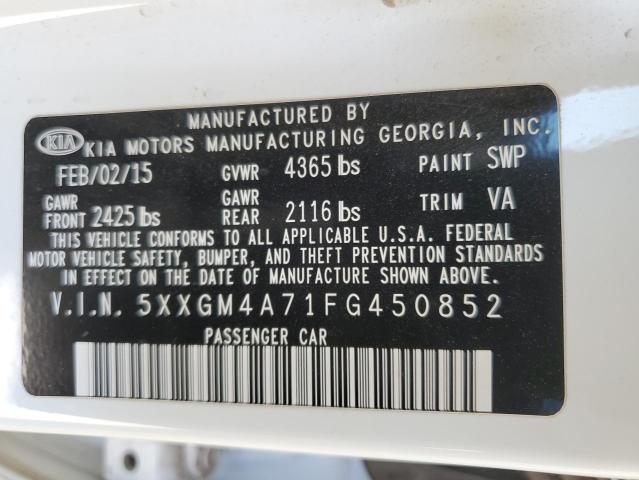 MANUFACTURED BY
KIA KIA MOTORS MANUFACTURING GEORGIA, INC.
FEB/02/15 GVWR 4365 lbs PAINT SWP
GAWR FRONT 2425 lbs GAWR REAR 2116 lbs TRIM VA
THIS VEHICLE CONFORMS TO ALL APPLICABLE U.S.A. FEDERAL
MOTOR VEHICLE SAFETY, BUMPER, AND THEFT PREVENTION STANDARDS
IN EFFECT ON THE DATE OF MANUFACTURE SHOWN ABOVE.
V.I.N. 5XXGM4A71FG450852
PASSENGER CAR